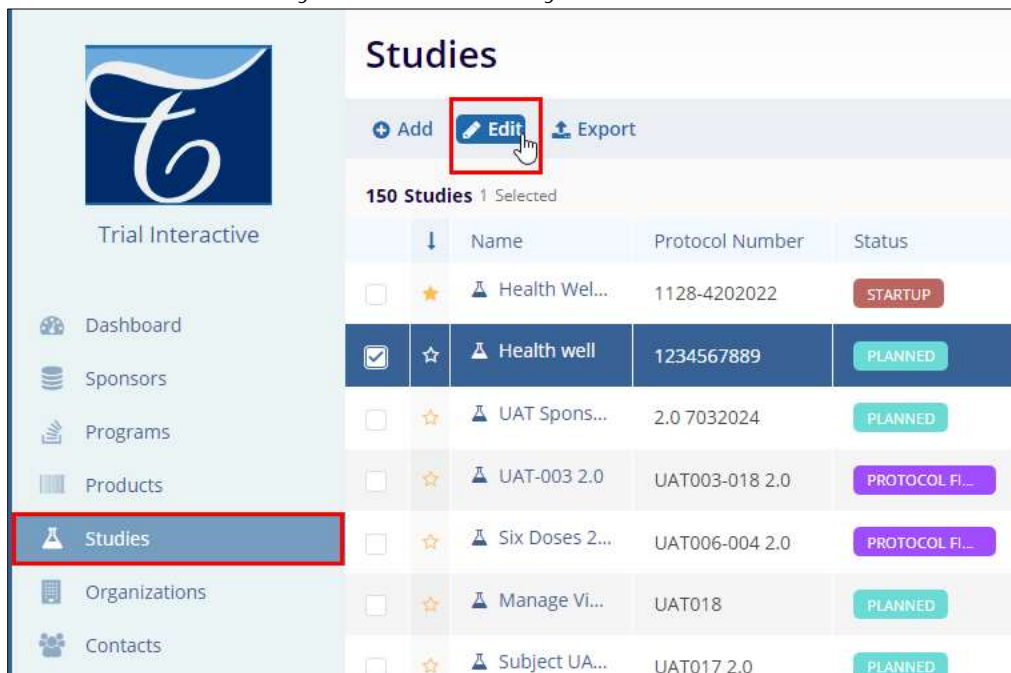 Studies
Add Edit Export
150 Studies 1 Selected
Trial Interactive
Name Protocol Number Status
Health Wel... 1128-4202022 STARTUP
Dashboard
Health well 1234567889 PLANNED
Sponsors
UAT Spons... 2.0 7032024 PLANNED
Programs
UAT-003 2.0 UAT003-018 2.0 PROTOCOL FI...
Products
Studies
Six Doses 2... UAT006-004 2.0 PROTOCOL FI...
Organizations
Manage Vi... UAT018 PLANNED
Contacts
Subject UA... UAT017 2.0 PLANNED